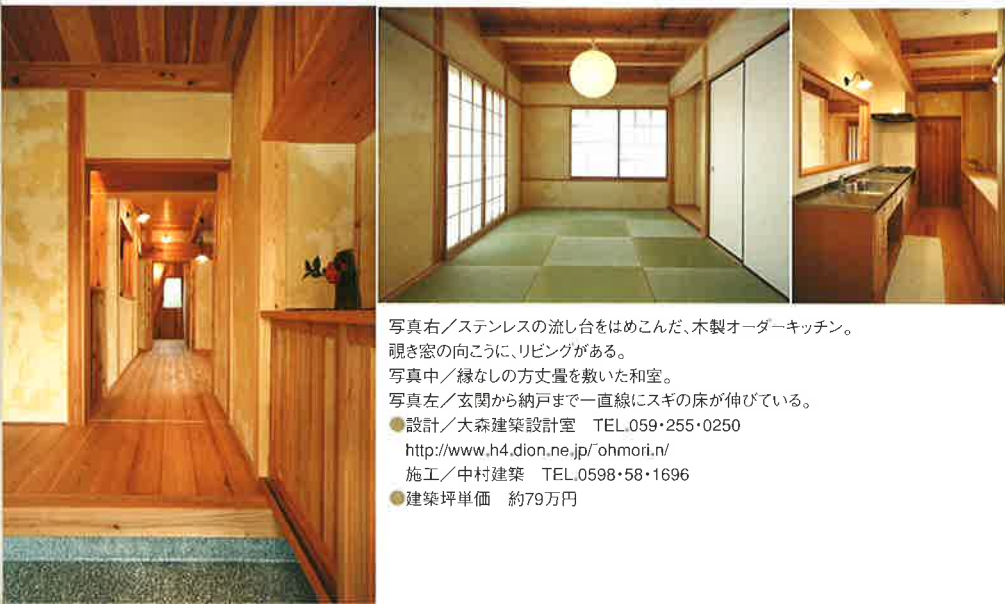 写真右／ステンレスの流し台をはめこんだ、木製オーダーキッチン。
覗き窓の向こうに、リビングがある。
写真中／縁なしの方丈畳を敷いた和室。
写真左／玄関から納戸まで一直線にスギの床が伸びている。
●設計／大森建築設計室　TEL.059・255・0250
http://www.h4.dion.ne.jp/~ohmori.n/
施工／中村建築　TEL.0598・58・1696
●建築坪単価　約79万円